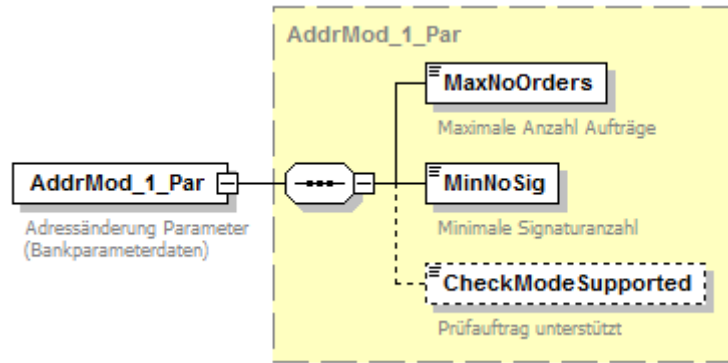 AddrMod_1_Par
MaxNoOrders
Maximale Anzahl Aufträge
AddrMod_1_Par
Adressänderung Parameter
(Bankparameterdaten)
MinNoSig
Minimale Signaturanzahl
CheckModeSupported
Prüfauftrag unterstützt